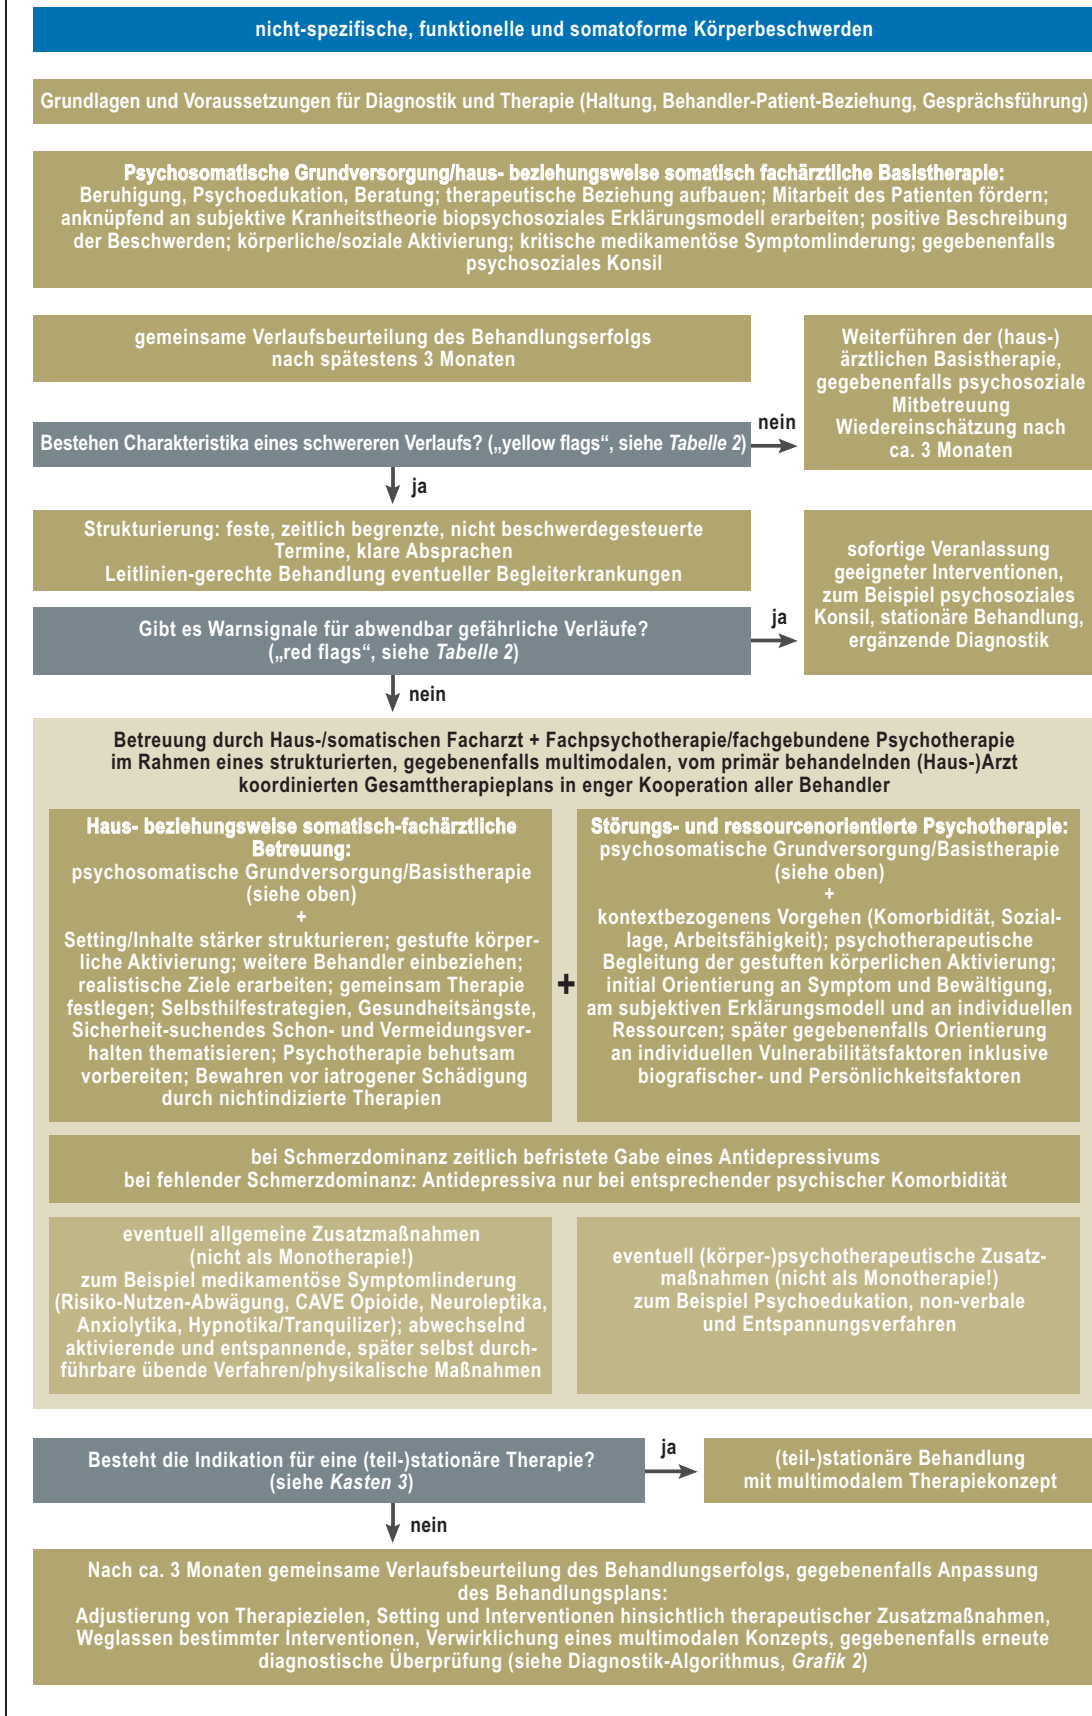 nicht-spezifische, funktionelle und somatoforme Körperbeschwerden
Grundlagen und Voraussetzungen für Diagnostik und Therapie (Haltung, Behandler-Patient-Beziehung, Gesprächsführung)
Psychosomatische Grundversorgung/haus- beziehungsweise somatisch fachärztliche Basistherapie:
Beruhigung, Psychoedukation, Beratung; therapeutische Beziehung aufbauen; Mitarbeit des Patienten fördern;
anknüpfend an subjektive Kranheitstheorie biopsychosoziales Erklärungsmodell erarbeiten; positive Beschreibung
der Beschwerden; körperliche/soziale Aktivierung; kritische medikamentöse Symptomlinderung; gegebenenfalls
psychosoziales Konsil
gemeinsame Verlaufsbeurteilung des Behandlungserfolgs
nach spätestens 3 Monaten
Bestehen Charakteristika eines schwereren Verlaufs? („yellow flags“, siehe Tabelle 2)
nein
Weiterführen der (haus-)
ärztlichen Basistherapie,
gegebenenfalls psychosoziale
Mitbetreuung
Wiedereinschätzung nach
ca. 3 Monaten
ja
Strukturierung: feste, zeitlich begrenzte, nicht beschwerdegesteuerte
Termine, klare Absprachen
Leitlinien-gerechte Behandlung eventueller Begleiterkrankungen
Gibt es Warnsignale für abwendbar gefährliche Verläufe?
(„red flags“, siehe Tabelle 2)
ja
sofortige Veranlassung
geeigneter Interventionen,
zum Beispiel psychosoziales
Konsil, stationäre Behandlung,
ergänzende Diagnostik
nein
Betreuung durch Haus-/somatischen Facharzt + Fachpsychotherapie/fachgebundene Psychotherapie
im Rahmen eines strukturierten, gegebenenfalls multimodalen, vom primär behandelnden (Haus-)Arzt
koordinierten Gesamttherapieplans in enger Kooperation aller Behandler
Haus- beziehungsweise somatisch-fachärztliche
Betreuung:
psychosomatische Grundversorgung/Basistherapie
(siehe oben)
+
Setting/Inhalte stärker strukturieren; gestufte körper-
liche Aktivierung; weitere Behandler einbeziehen;
realistische Ziele erarbeiten; gemeinsam Therapie
festlegen; Selbsthilfestrategien, Gesundheitsängste,
Sicherheit-suchendes Schon- und Vermeidungsver-
halten thematisieren; Psychotherapie behutsam
vorbereiten; Bewahren vor iatrogener Schädigung
durch nichtindizierte Therapien
+
Störungs- und ressourcenorientierte Psychotherapie:
psychosomatische Grundversorgung/Basistherapie
(siehe oben)
+
kontextbezogenens Vorgehen (Komorbidität, Sozial-
lage, Arbeitsfähigkeit); psychotherapeutische
Begleitung der gestuften körperlichen Aktivierung;
initial Orientierung an Symptom und Bewältigung,
am subjektiven Erklärungsmodell und an individuellen
Ressourcen; später gegebenenfalls Orientierung
an individuellen Vulnerabilitätsfaktoren inklusive
biografischer- und Persönlichkeitsfaktoren
bei Schmerzdominanz zeitlich befristete Gabe eines Antidepressivums
bei fehlender Schmerzdominanz: Antidepressiva nur bei entsprechender psychischer Komorbidität
eventuell allgemeine Zusatzmaßnahmen
(nicht als Monotherapie!)
zum Beispiel medikamentöse Symptomlinderung
(Risiko-Nutzen-Abwägung, CAVE Opioide, Neuroleptika,
Anxiolytika, Hypnotika/Tranquilizer); abwechselnd
aktivierende und entspannende, später selbst durch-
führbare übende Verfahren/physikalische Maßnahmen
eventuell (körper-)psychotherapeutische Zusatz-
maßnahmen (nicht als Monotherapie!)
zum Beispiel Psychoedukation, non-verbale
und Entspannungsverfahren
Besteht die Indikation für eine (teil-)stationäre Therapie?
(siehe Kasten 3)
ja
(teil-)stationäre Behandlung
mit multimodalem Therapiekonzept
nein
Nach ca. 3 Monaten gemeinsame Verlaufsbeurteilung des Behandlungserfolgs, gegebenenfalls Anpassung
des Behandlungsplans:
Adjustierung von Therapiezielen, Setting und Interventionen hinsichtlich therapeutischer Zusatzmaßnahmen,
Weglassen bestimmter Interventionen, Verwirklichung eines multimodalen Konzepts, gegebenenfalls erneute
diagnostische Überprüfung (siehe Diagnostik-Algorithmus, Grafik 2)